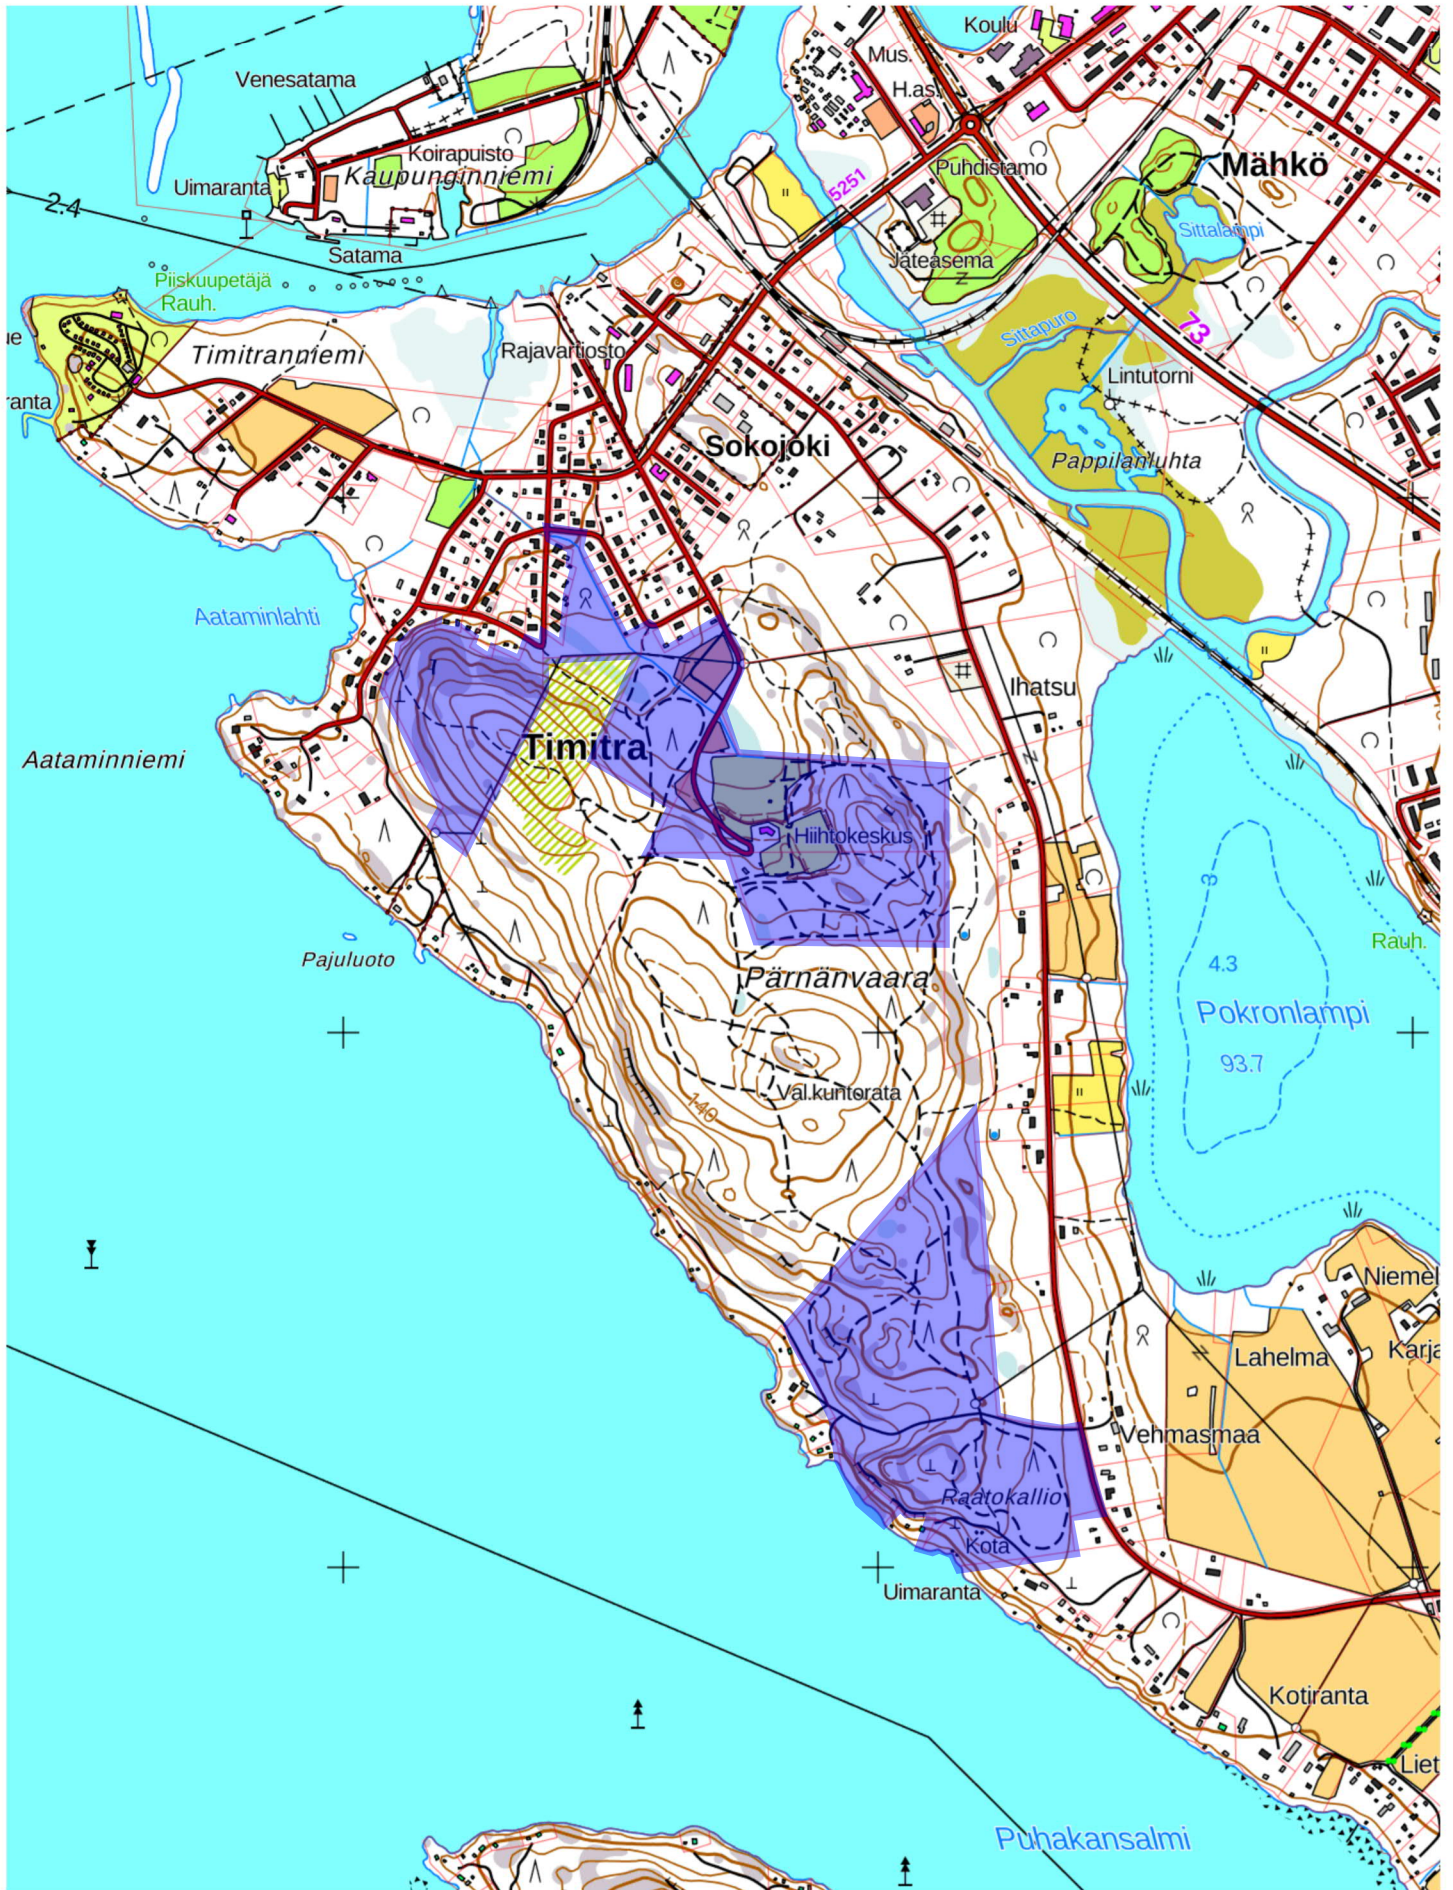 Koulu
Mus.
Venesatama
H.as.
Koirapuisto
Puhdistamo
Mähkö
Uimaranta
Kaupunginniemi
5251
2.4
Sittalampi
Satama
Jäteasema
Piiskuupetäjä
Rauh.
Sittapuro
73
Timitranniemi
Rajavartiosto
Lintutorni
ranta
Sokojoki
Pappilanluhta
Aataminlahti
Ihatsu
Timitra
Aataminniemi
Hiihtokeskus
3
Rauh.
Pajuluoto
4.3
Pärnänvaara
Pokronlampi
93.7
Val.kuntorata
140
Niemel
Lahelma
Karja
Vehmasmaa
Raatokallio
Kota
Uimaranta
Kotiranta
Liet
Puhakansalmi